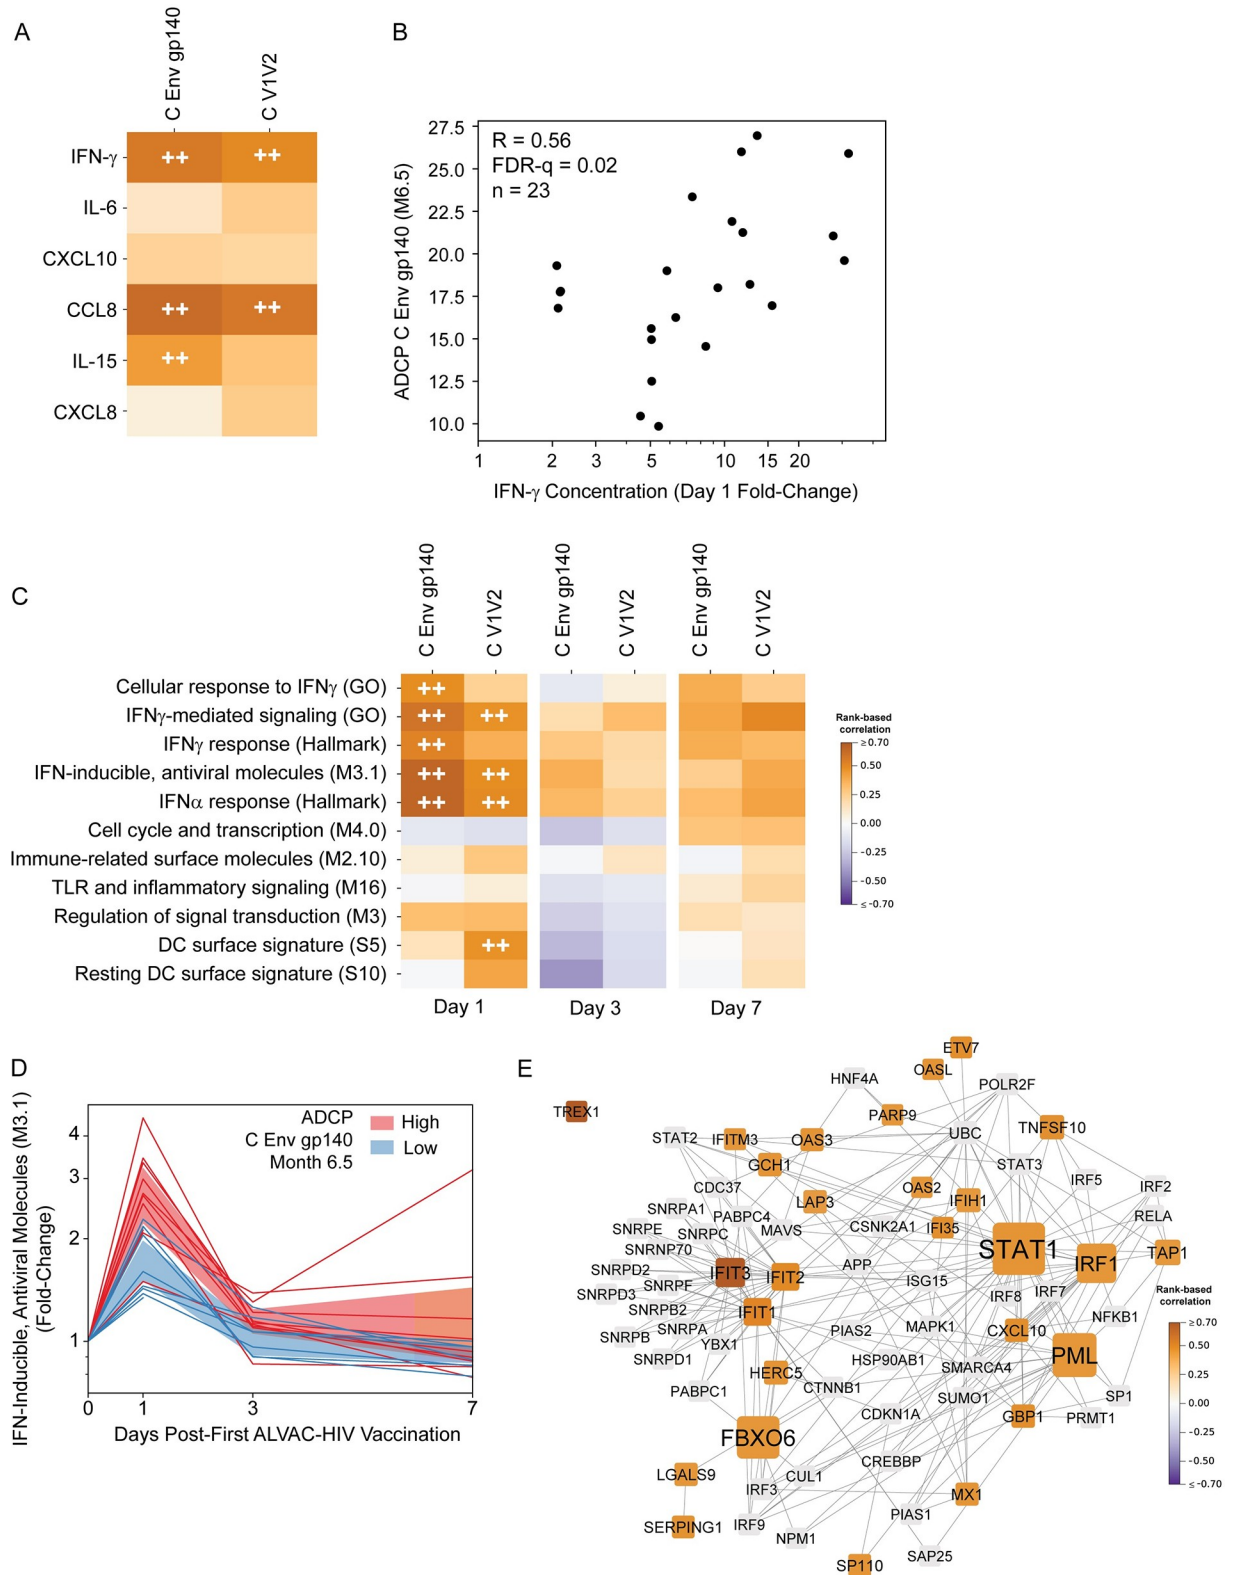 A
C Env gp140
C V1V2
IFN-γ
IL-6
CXCL10
CCL8
IL-15
CXCL8
++
++
++
++
++
B
R = 0.56
FDR-q = 0.02
n = 23
ADCP C Env gp140 (M6.5)
27.5
25.0
22.5
20.0
17.5
15.0
12.5
10.0
1
2
3
5
10
15
20
IFN-γ Concentration (Day 1 Fold-Change)
C
C Env gp140
C V1V2
C Env gp140
C V1V2
C Env gp140
C V1V2
Cellular response to IFNγ (GO)
++
IFNγ-mediated signaling (GO)
++
++
IFNγ response (Hallmark)
++
IFN-inducible, antiviral molecules (M3.1)
++
++
IFNα response (Hallmark)
++
++
Cell cycle and transcription (M4.0)
Immune-related surface molecules (M2.10)
TLR and inflammatory signaling (M16)
Regulation of signal transduction (M3)
DC surface signature (S5)
++
Resting DC surface signature (S10)
Day 1
Day 3
Day 7
Rank-based
correlation
≥0.70
0.50
0.25
0.00
-0.25
-0.50
≤-0.70
D
IFN-Inducible, Antiviral Molecules (M3.1)
(Fold-Change)
4
3
2
1
ADCP
C Env gp140
Month 6.5
High
Low
0
1
3
7
Days Post-First ALVAC-HIV Vaccination
E
ETV7
OASL
HNF4A
POLR2F
TREX1
PARP9
TNFSF10
UBC
STAT2
IFITM3
OAS3
GCH1
STAT3
IRF5
IRF2
CDC37
OAS2
IFIH1
LAP3
SNRPA1
PABPC4
RELA
SNRPE
SNRPC
MAVS
CSNK2A1
IFI35
SNRNP70
STAT1
TAP1
SNRPD2
IFIT3
IFIT2
APP
IRF1
SNRPF
ISG15
SNRPD3
IRF8
IRF7
SNRPB2
IFIT1
NFKB1
SNRPB
SNRPA
PIAS2
MAPK1
CXCL10
YBX1
SNRPD1
HSP90AB1
SMARCA4
PML
HERC5
CTNNB1
PABPC1
SUMO1
SP1
CDKN1A
GBP1
PRMT1
FBXO6
CREBBP
LGALS9
CUL1
IRF3
MX1
PIAS1
SERPING1
IRF9
NPM1
SAP25
SP110
Rank-based
correlation
≥0.70
0.50
0.25
0.00
-0.25
-0.50
≤-0.70